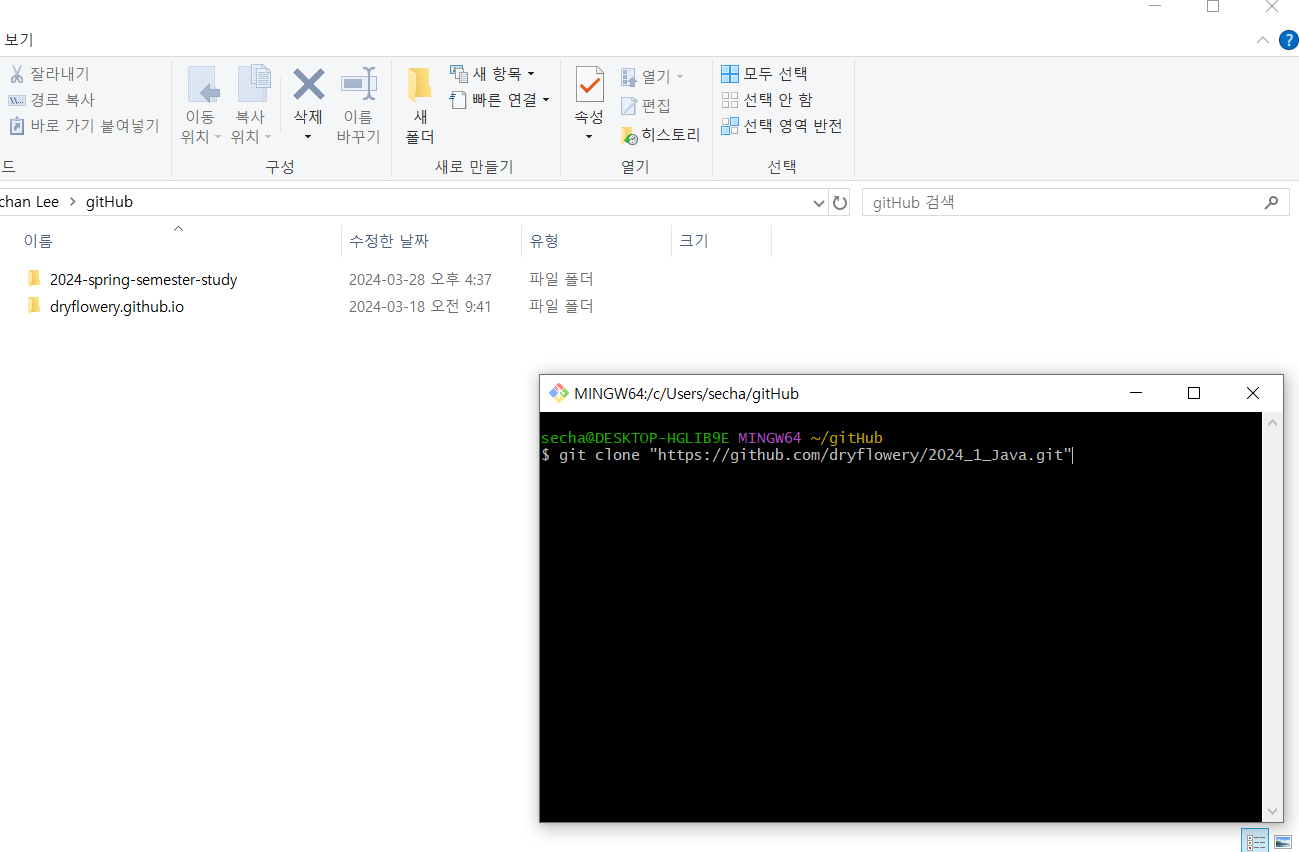 보기
?
잘라내기
경로 복사
바로 가기 붙여넣기
이동 위치
복사 위치
삭제
이름 바꾸기
새 폴더
새 항목
빠른 연결
속성
열기
편집
히스토리
모두 선택
선택 안 함
선택 영역 반전
드
구성
새로 만들기
열기
선택
chan Lee > gitHub
gitHub 검색
이름 수정한 날짜 유형 크기
2024-spring-semester-study 2024-03-28 오후 4:37 파일 폴더
dryflowery.github.io 2024-03-18 오전 9:41 파일 폴더
MINGW64:/c/Users/secha/gitHub
secha@DESKTOP-HGLIB9E MINGW64 ~/gitHub
$ git clone "https://github.com/dryflowery/2024_1_Java.git"